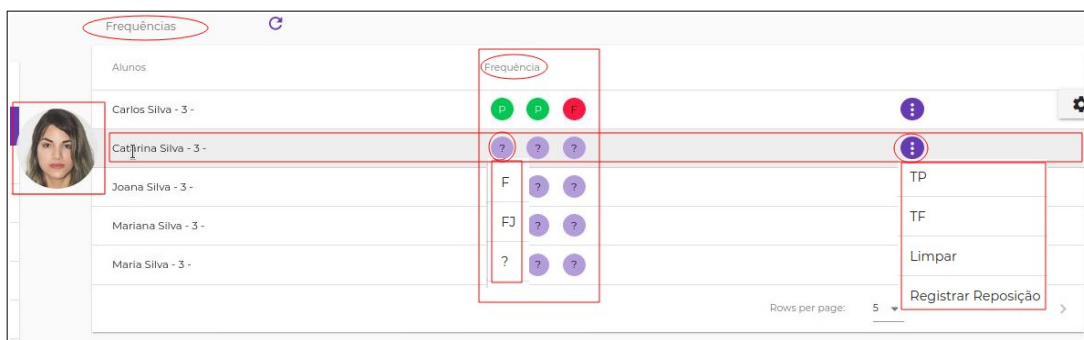 Frequências
Alunos Frequência
Carlos Silva - 3 - P P F
Catarina Silva - 3 - ? ? ?
Joana Silva - 3 - F ? ? TP
Mariana Silva - 3 - FJ ? ? TF
Maria Silva - 3 - ? ? ? Limpar
Registrar Reposição
Rows per page: 5